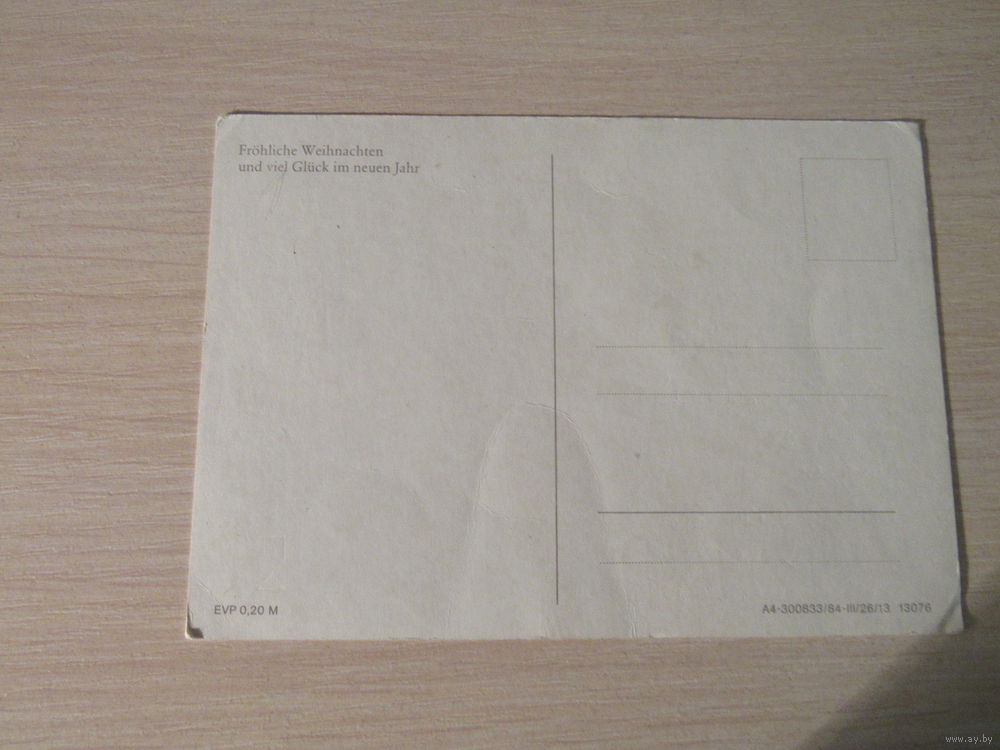 Fröhliche Weihnachten
und viel Glück im neuen Jahr
EVP 0,20 M
A4-300833/84-III/26/13 13076
www.ay.by